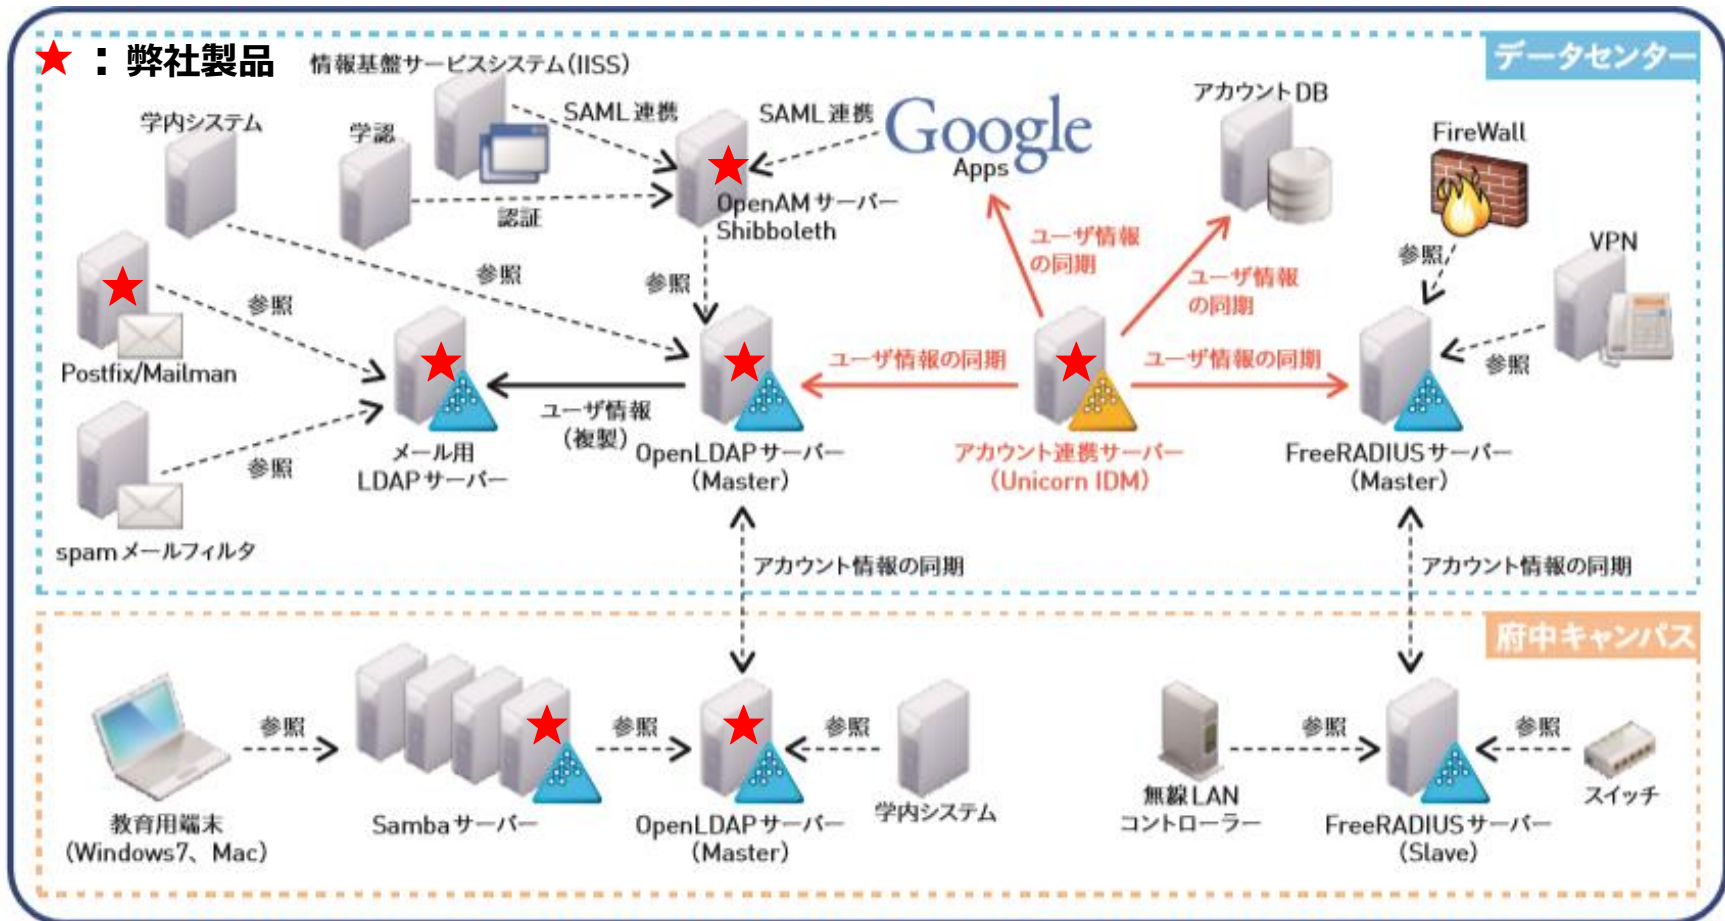 ★：弊社製品
データセンター
情報基盤サービスシステム(IISS)
学内システム
学認
SAML連携
SAML連携
Google
Apps
アカウントDB
FireWall
VPN
認証
OpenAMサーバー
Shibboleth
参照
参照
参照
ユーザ情報
の同期
ユーザ情報
の同期
参照
参照
Postfix/Mailman
参照
spamメールフィルタ
メール用
LDAPサーバー
ユーザ情報
(複製)
OpenLDAPサーバー
(Master)
ユーザ情報の同期
アカウント連携サーバー
(Unicorn IDM)
ユーザ情報の同期
FreeRADIUSサーバー
(Master)
アカウント情報の同期
アカウント情報の同期
府中キャンパス
教育用端末
(Windows7、Mac)
参照
Sambaサーバー
参照
OpenLDAPサーバー
(Master)
参照
学内システム
無線LAN
コントローラー
参照
FreeRADIUSサーバー
(Slave)
参照
スイッチ